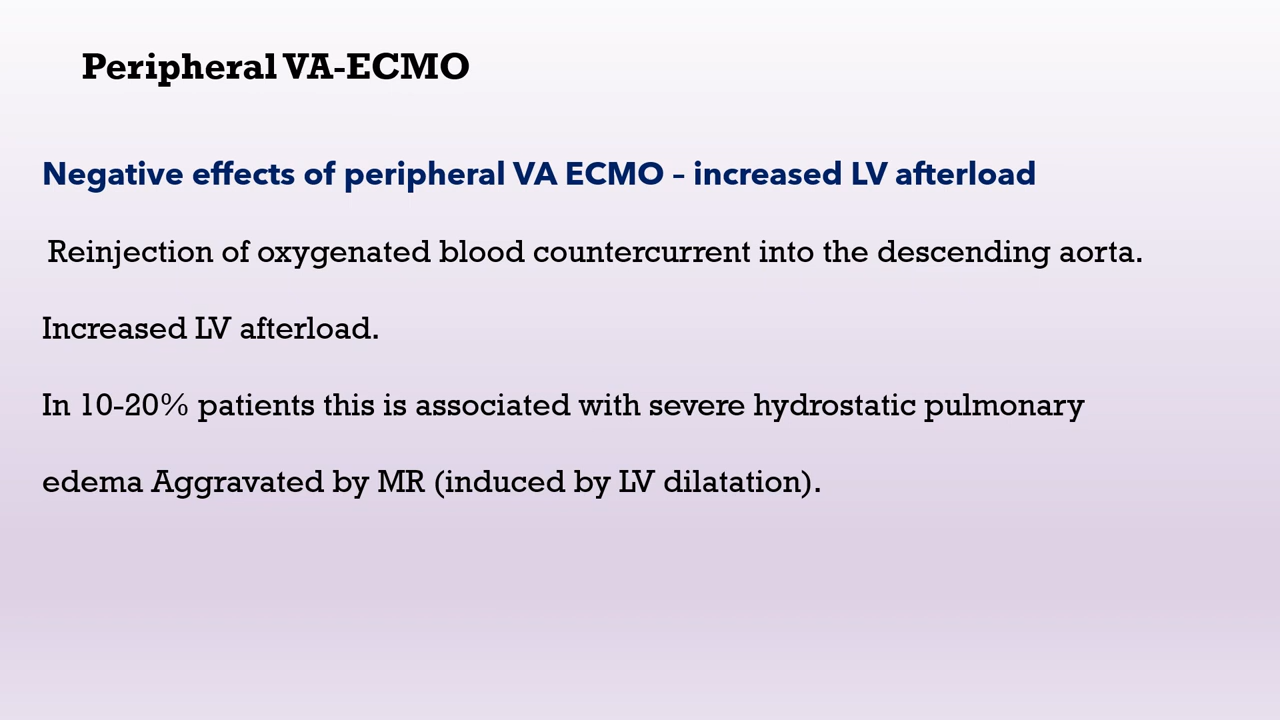 Peripheral VA-ECMO
Negative effects of peripheral VA ECMO – increased LV afterload
Reinjection of oxygenated blood countercurrent into the descending aorta.
Increased LV afterload.
In 10-20% patients this is associated with severe hydrostatic pulmonary
edema Aggravated by MR (induced by LV dilatation).